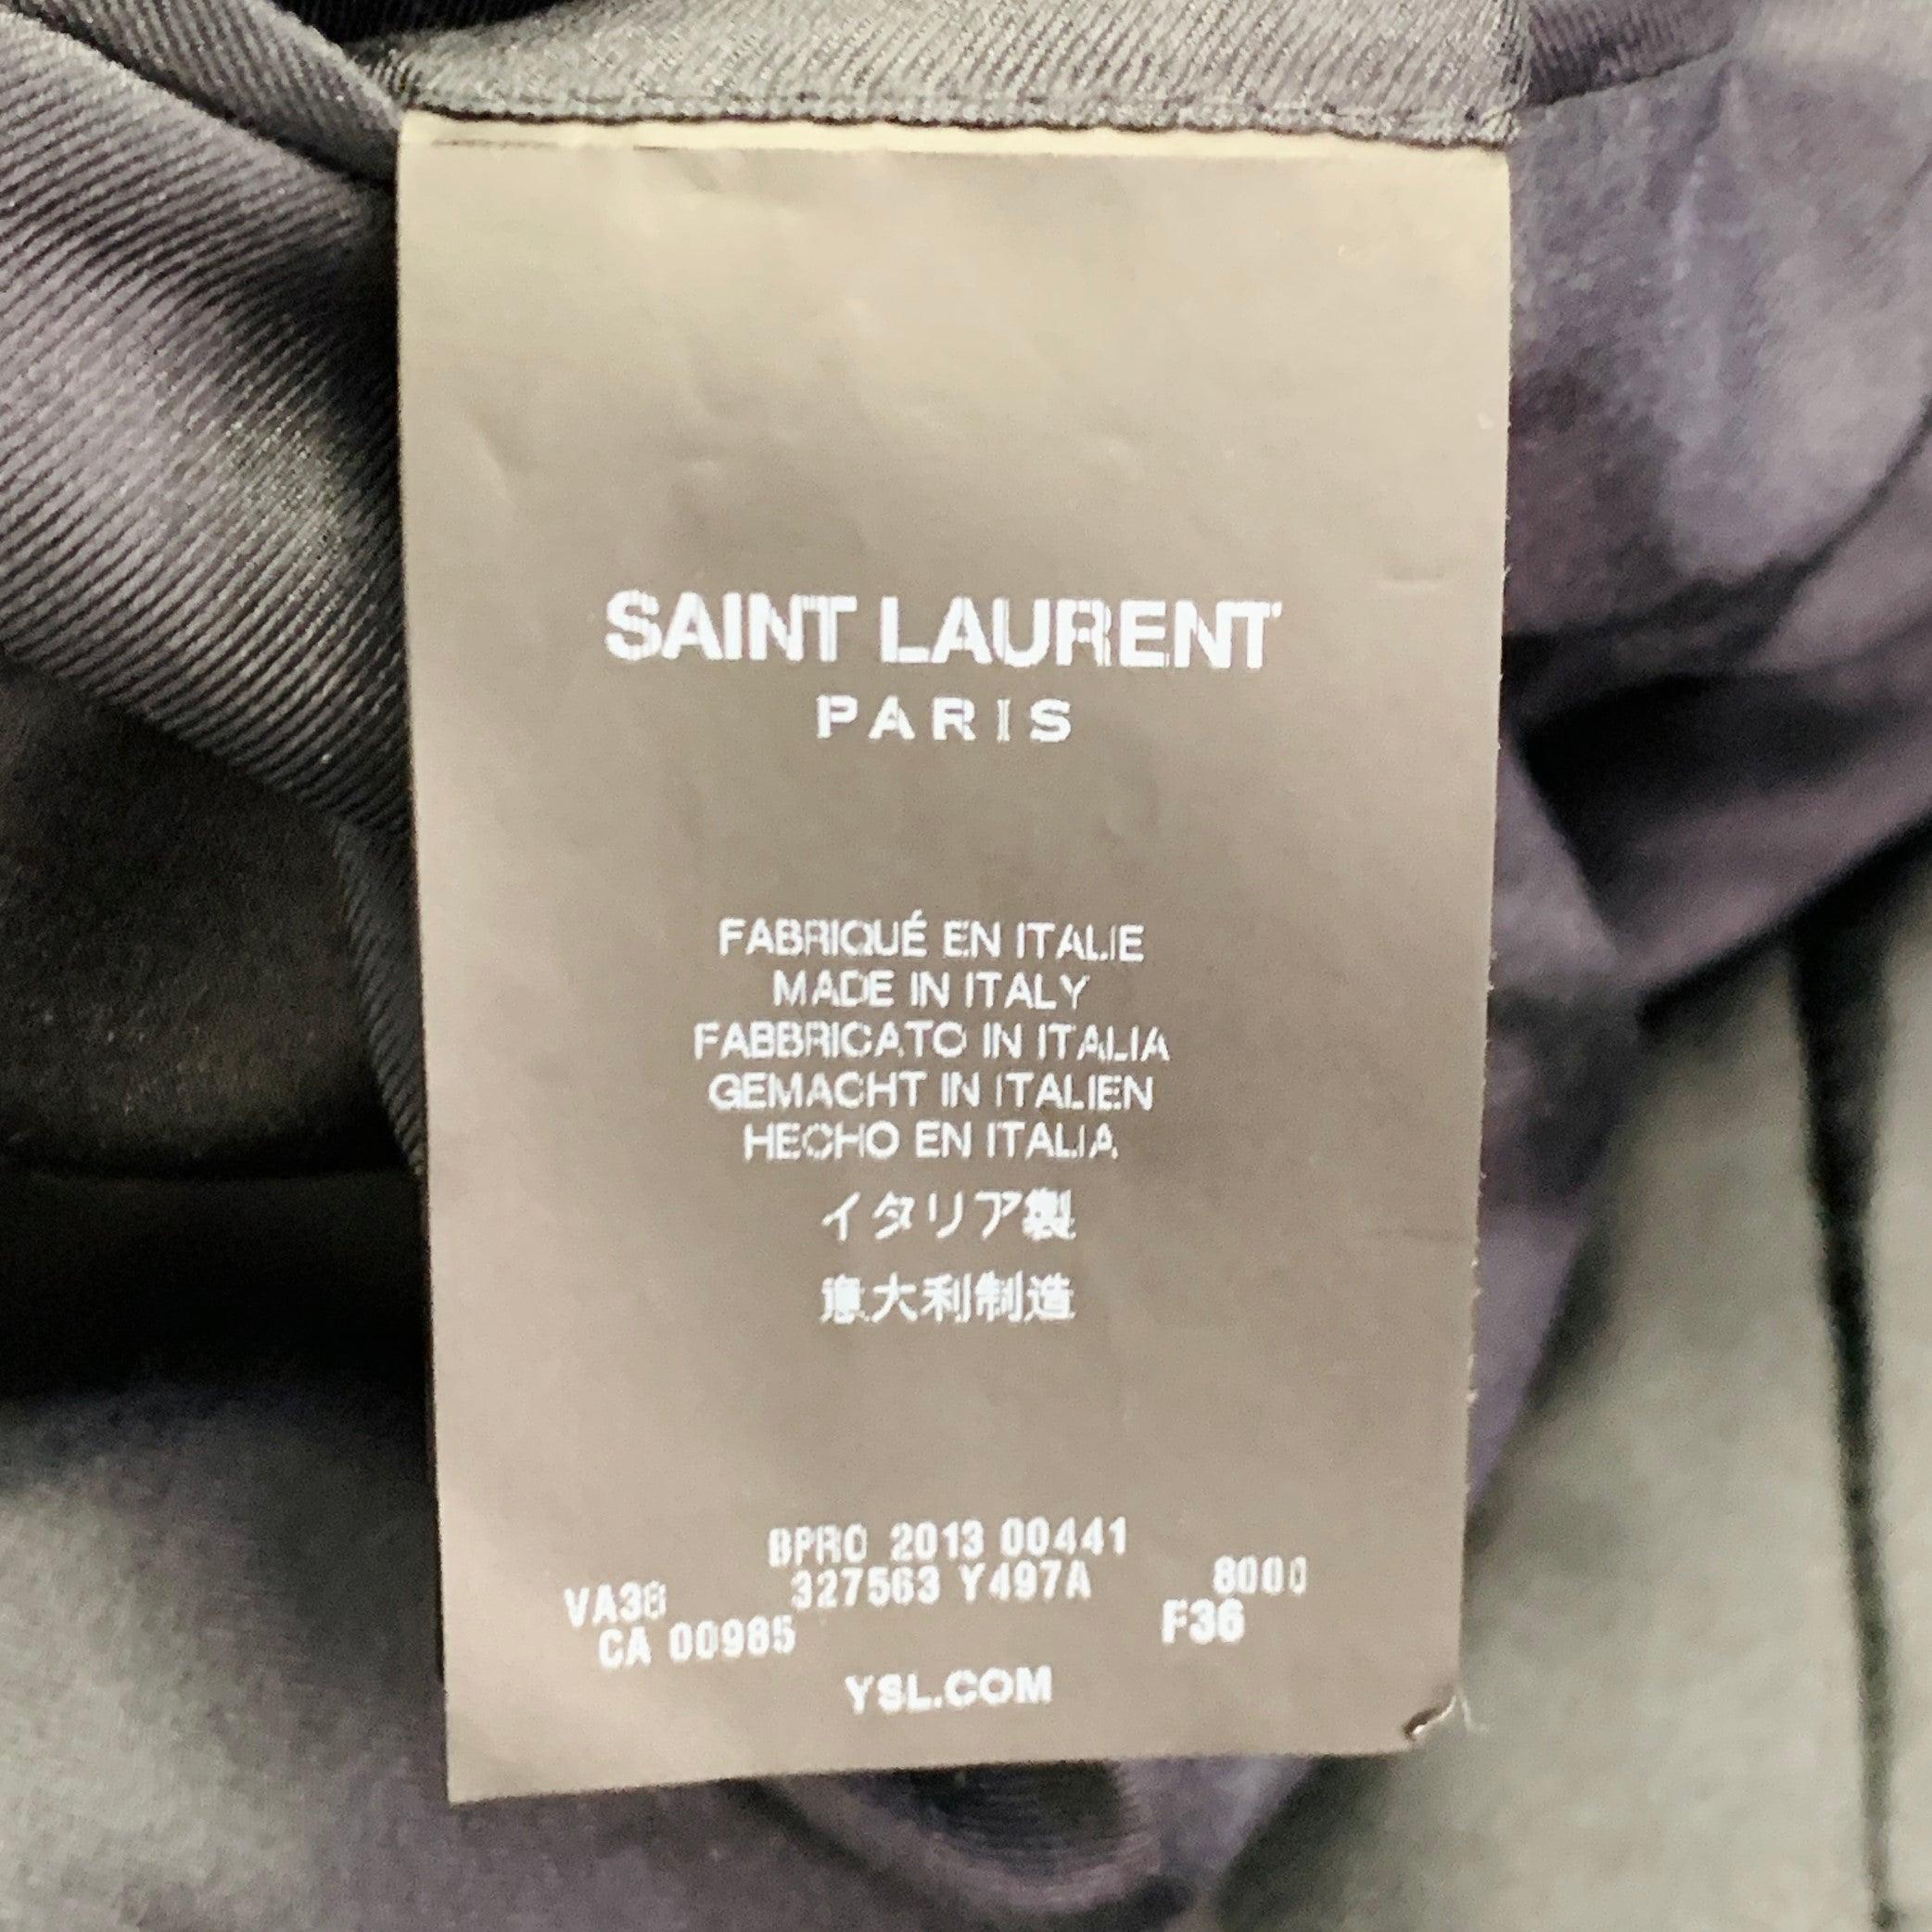 SAINT LAURENT
PARIS
FABRIQUÉ EN ITALIE
MADE IN ITALY
FABBRICATO IN ITALIA
GEMACHT IN ITALIEN
HECHO EN ITALIA
イタリア製
意大利制造
BPRO 2013 00441
VA38 327563 Y497A 8000
CA 00985 F36
YSL.COM